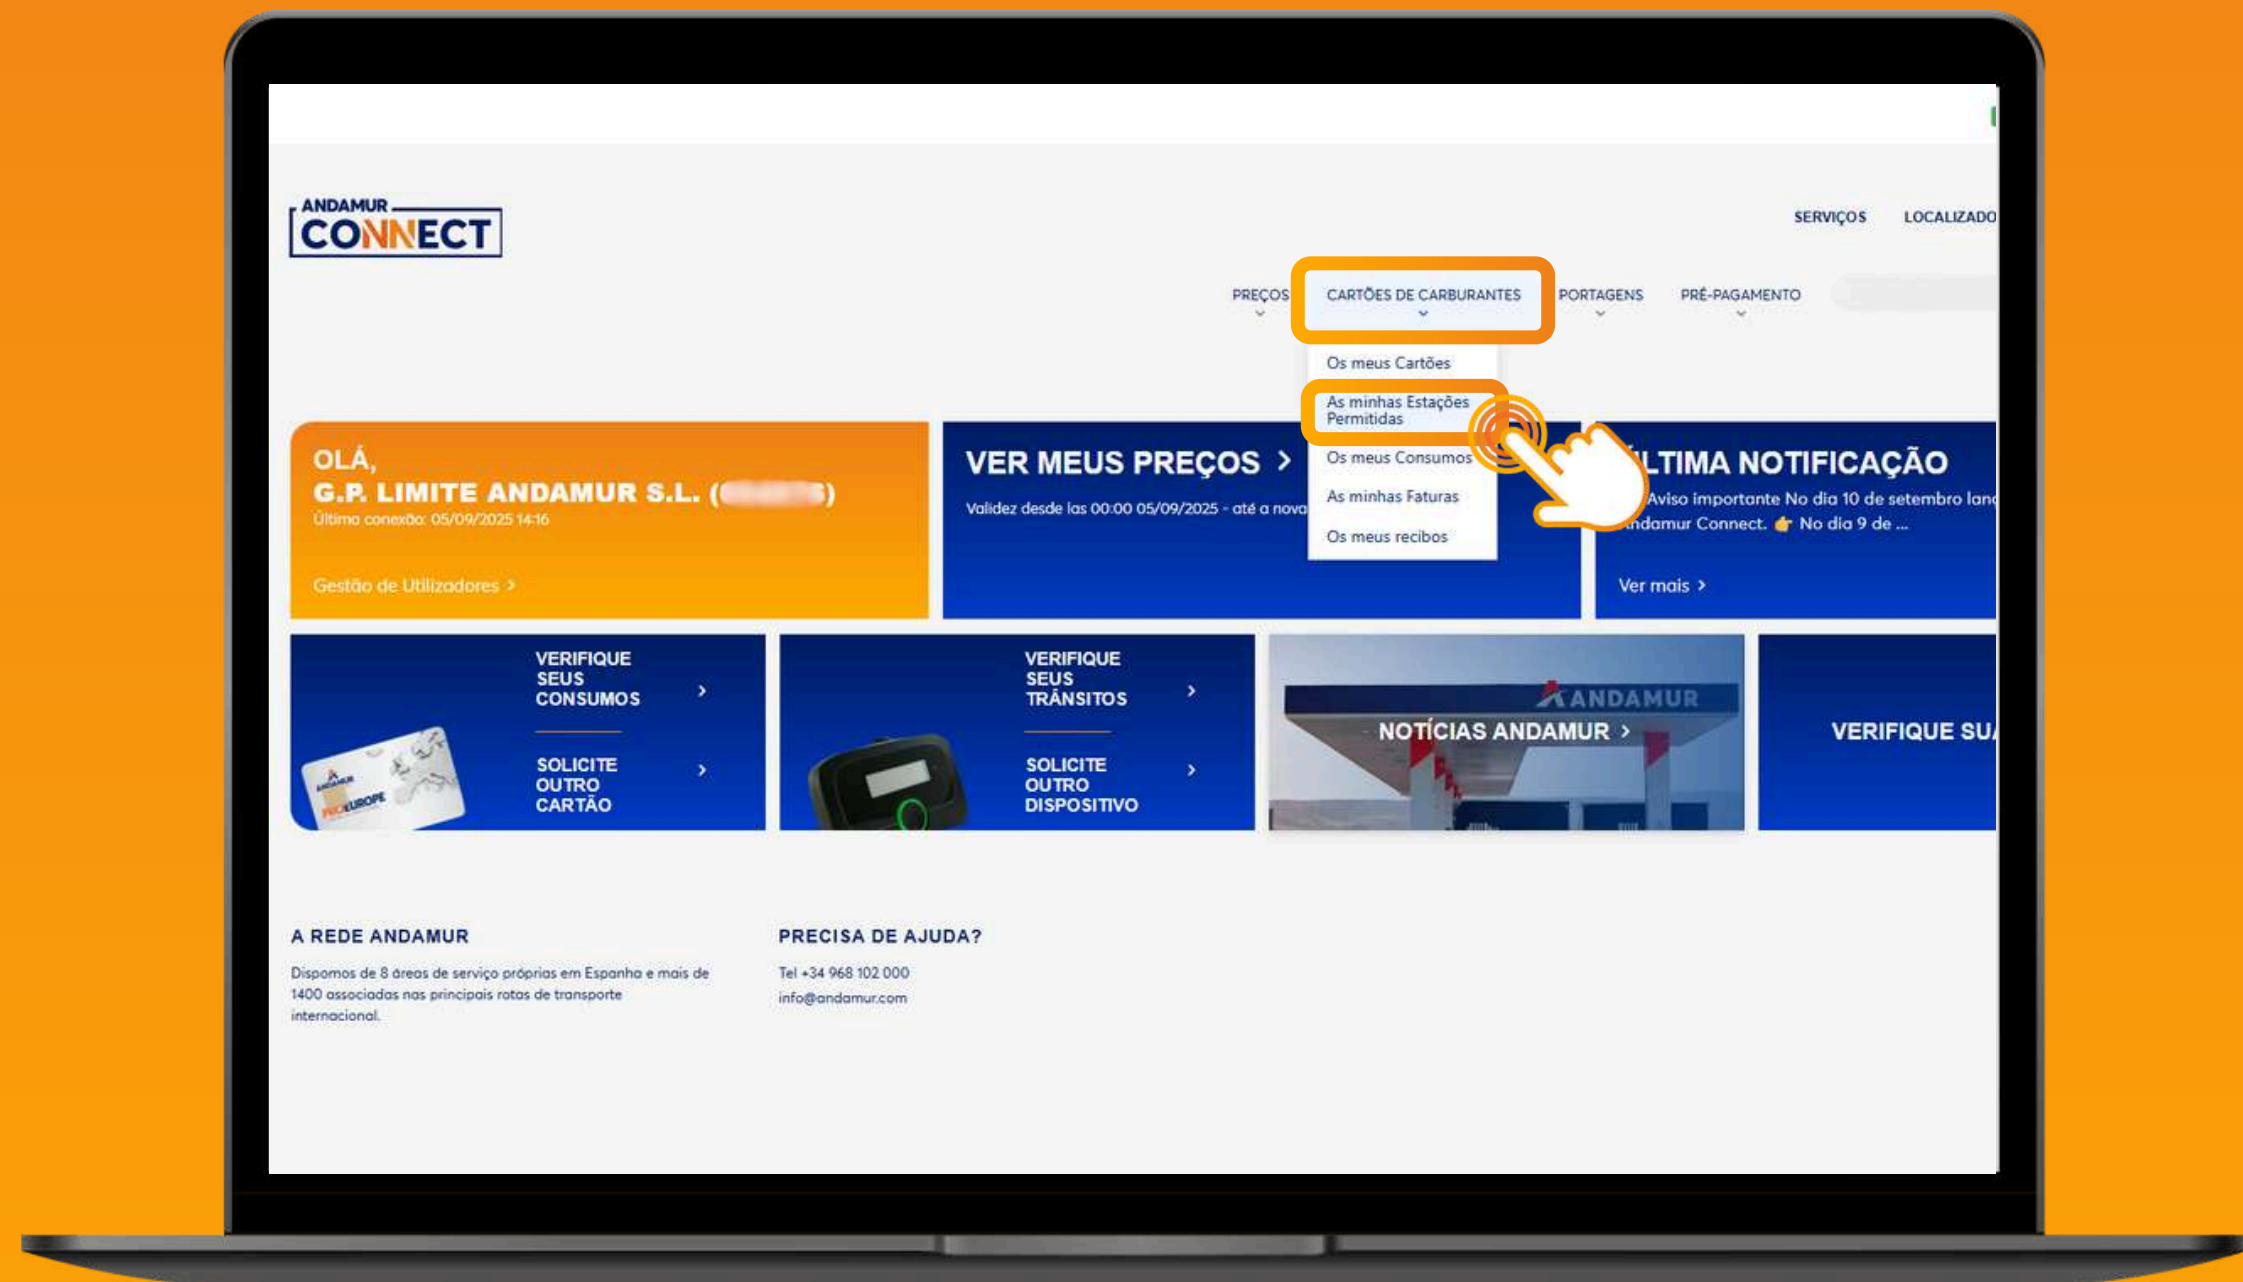 ANDAMUR
CONNECT
SERVIÇOS
LOCALIZADO
PREÇOS
CARTÕES DE CARBURANTES
PORTAGENS
PRÉ-PAGAMENTO
Os meus Cartões
As minhas Estações
Permitidas
Os meus Consumos
As minhas Faturas
Os meus recibos
OLÁ,
G.P. LIMITE ANDAMUR S.L. (
Última conexão: 05/09/2025 14:16
Gestão de Utilizadores >
VER MEUS PREÇOS >
Validez desde las 00:00 05/09/2025 - até a nova
LTIMA NOTIFICAÇÃO
Aviso importante No dia 10 de setembro lan
ndamur Connect. 👉 No dia 9 de ...
Ver mais >
VERIFIQUE
SEUS
CONSUMOS >
SOLICITE
OUTRO
CARTÃO >
ANDAMUR
PROEUROPE
VERIFIQUE
SEUS
TRÂNSITOS >
SOLICITE
OUTRO
DISPOSITIVO >
ANDAMUR
NOTÍCIAS ANDAMUR >
VERIFIQUE SU
A REDE ANDAMUR
Dispomos de 8 áreas de serviço próprias em Espanha e mais de
1400 associadas nas principais rotas de transporte
internacional.
PRECISA DE AJUDA?
Tel +34 968 102 000
info@andamur.com